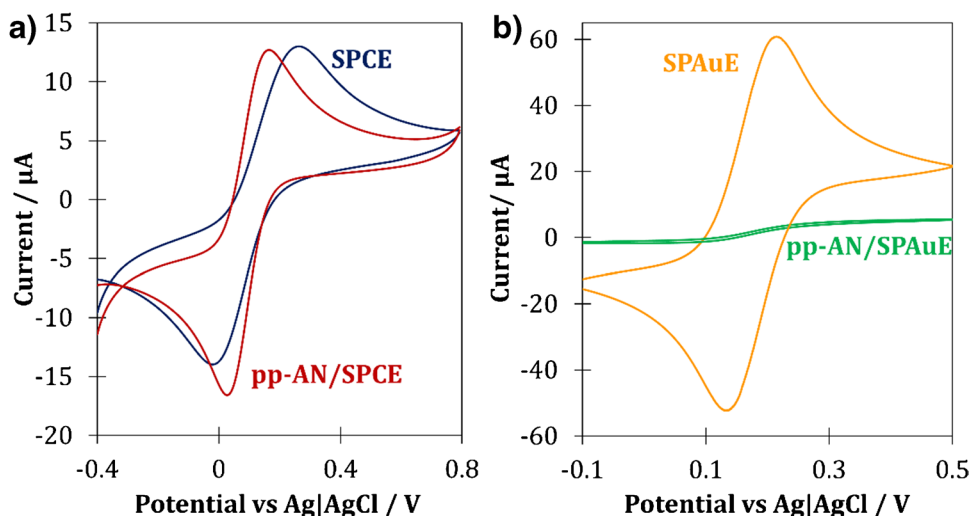 a)
15
10
5
0
-5
-10
-15
-20
Current / μA
SPCE
pp-AN/SPCE
-0.4
0
0.4
0.8
Potential vs Ag|AgCl / V
b)
60
40
20
0
-20
-40
-60
Current/ μA
SPAuE
pp-AN/SPAuE
-0.1
0.1
0.3
0.5
Potential vs Ag|AgCl / V